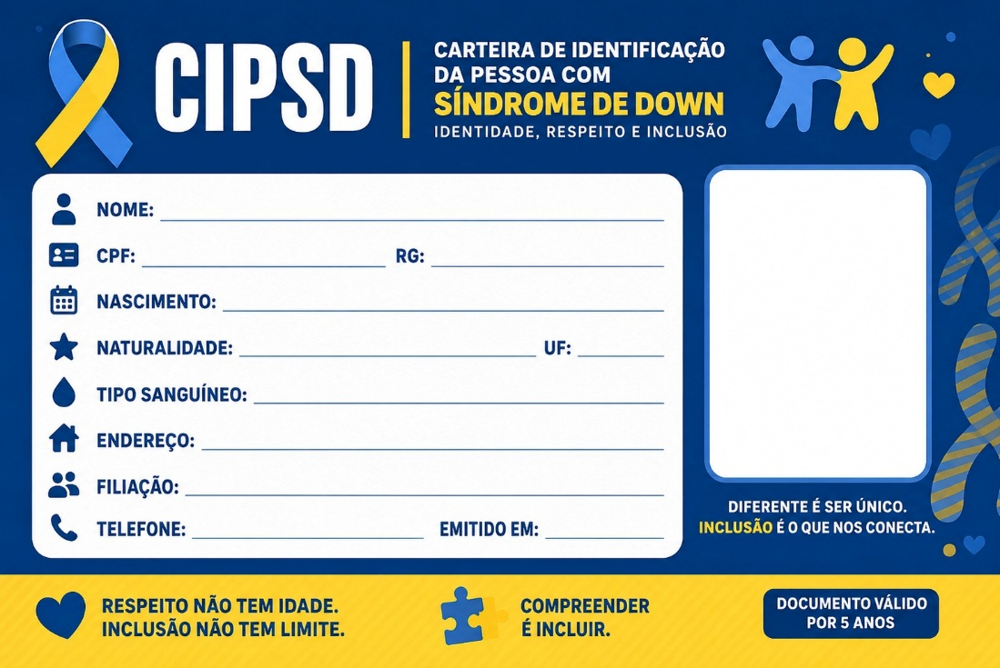 CIPSD
CARTEIRA DE IDENTIFICAÇÃO
DA PESSOA COM
SÍNDROME DE DOWN
IDENTIDADE, RESPEITO E INCLUSÃO
NOME:
CPF: RG:
NASCIMENTO:
NATURALIDADE: UF:
TIPO SANGUÍNEO:
ENDEREÇO:
FILIAÇÃO:
TELEFONE: EMITIDO EM:
DIFERENTE É SER ÚNICO.
INCLUSÃO É O QUE NOS CONECTA.
RESPEITO NÃO TEM IDADE.
INCLUSÃO NÃO TEM LIMITE.
COMPREENDER
É INCLUIR.
DOCUMENTO VÁLIDO
POR 5 ANOS